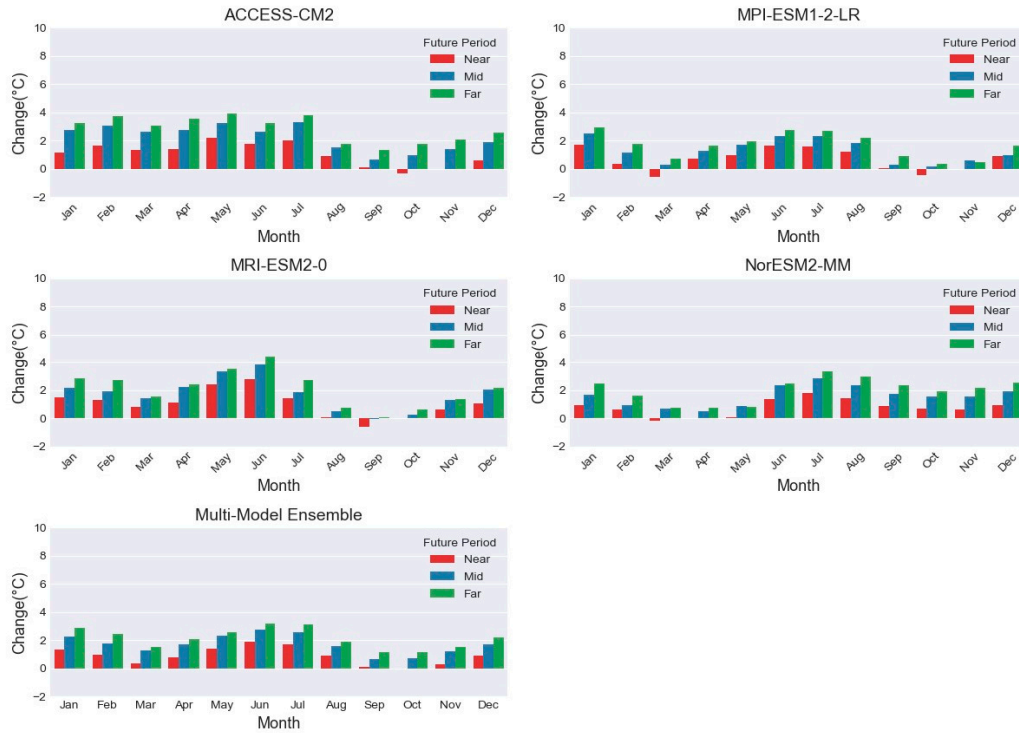 ACCESS-CM2
10
8
6
4
2
0
−2
Change(°C)
Future Period
Near
Mid
Far
Jan Feb Mar Apr May Jun Jul Aug Sep Oct Nov Dec
Month
MPI-ESM1-2-LR
10
8
6
4
2
0
−2
Change(°C)
Future Period
Near
Mid
Far
Jan Feb Mar Apr May Jun Jul Aug Sep Oct Nov Dec
Month
MRI-ESM2-0
10
8
6
4
2
0
−2
Change(°C)
Future Period
Near
Mid
Far
Jan Feb Mar Apr May Jun Jul Aug Sep Oct Nov Dec
Month
NorESM2-MM
10
8
6
4
2
0
−2
Change(°C)
Future Period
Near
Mid
Far
Jan Feb Mar Apr May Jun Jul Aug Sep Oct Nov Dec
Month
Multi-Model Ensemble
10
8
6
4
2
0
−2
Change(°C)
Future Period
Near
Mid
Far
Jan Feb Mar Apr May Jun Jul Aug Sep Oct Nov Dec
Month